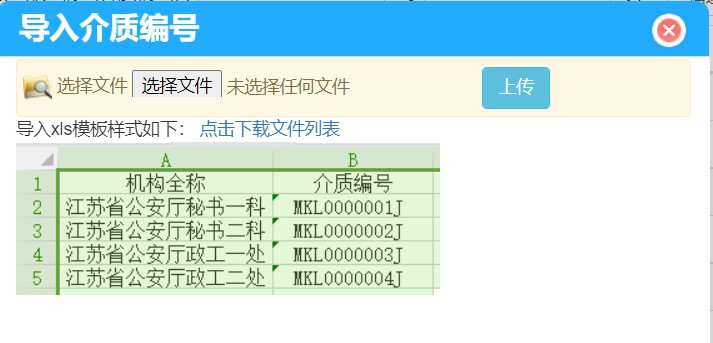 导入介质编号
选择文件 选择文件 未选择任何文件 上传
导入xls模板样式如下： 点击下载文件列表
A B
1 机构全称 介质编号
2 江苏省公安厅秘书一科 MKL0000001J
3 江苏省公安厅秘书二科 MKL0000002J
4 江苏省公安厅政工一处 MKL0000003J
5 江苏省公安厅政工二处 MKL0000004J